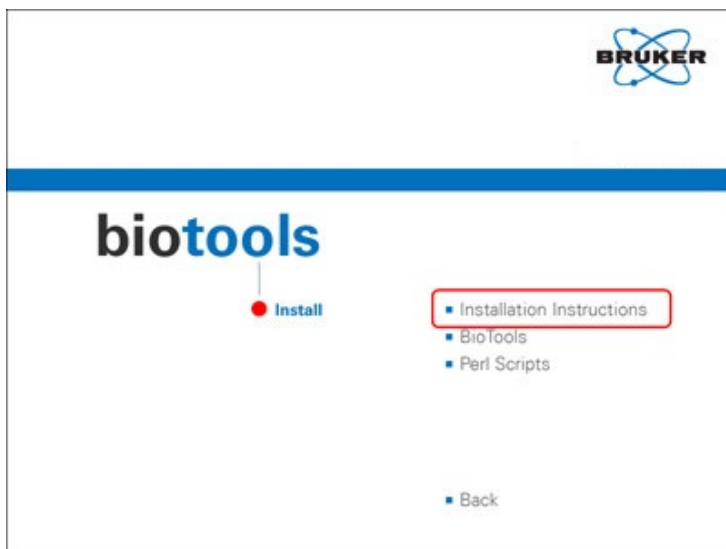 BRUKER
biotools
Install
Installation Instructions
BioTools
Perl Scripts
Back